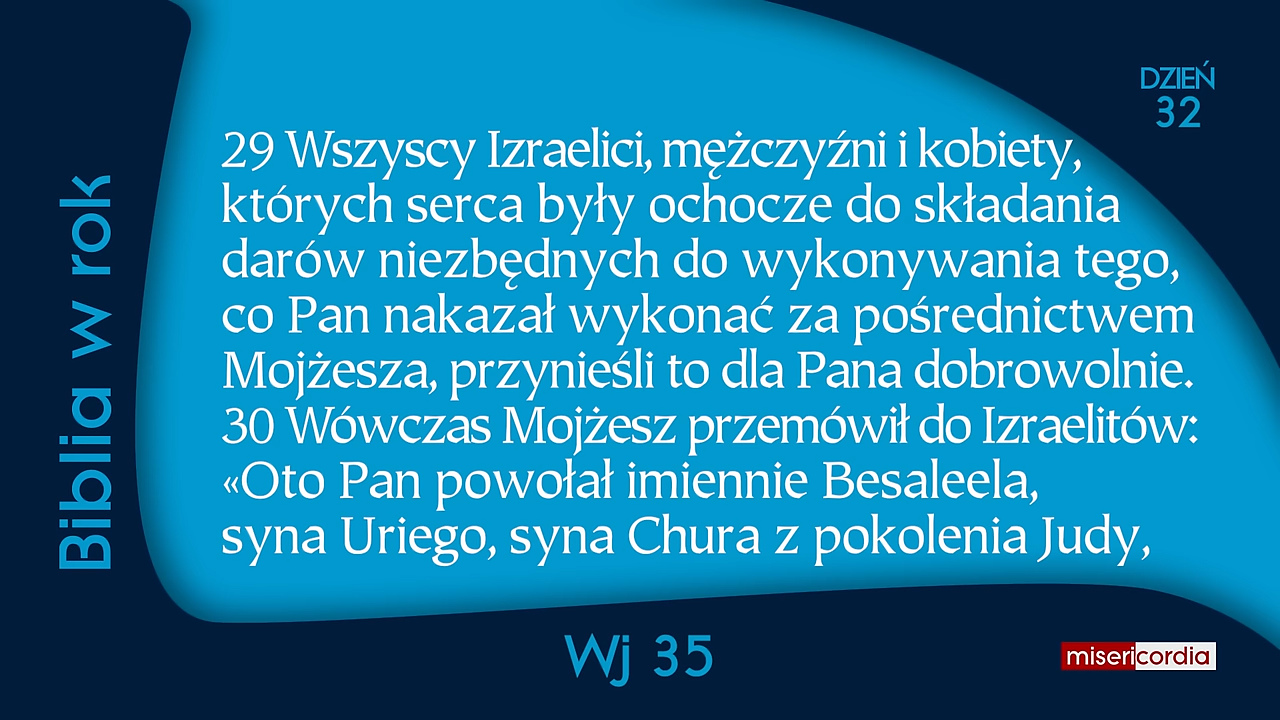 DZIEŃ
32
29 Wszyscy Izraelici, mężczyźni i kobiety,
których serca były ochocze do składania
darów niezbędnych do wykonywania tego,
co Pan nakazał wykonać za pośrednictwem
Mojżesza, przynieśli to dla Pana dobrowolnie.
30 Wówczas Mojżesz przemówił do Izraelitów:
«Oto Pan powołał imiennie Besaleela,
syna Uriego, syna Chura z pokolenia Judy,
Biblia w rok
Wj 35
misericordia